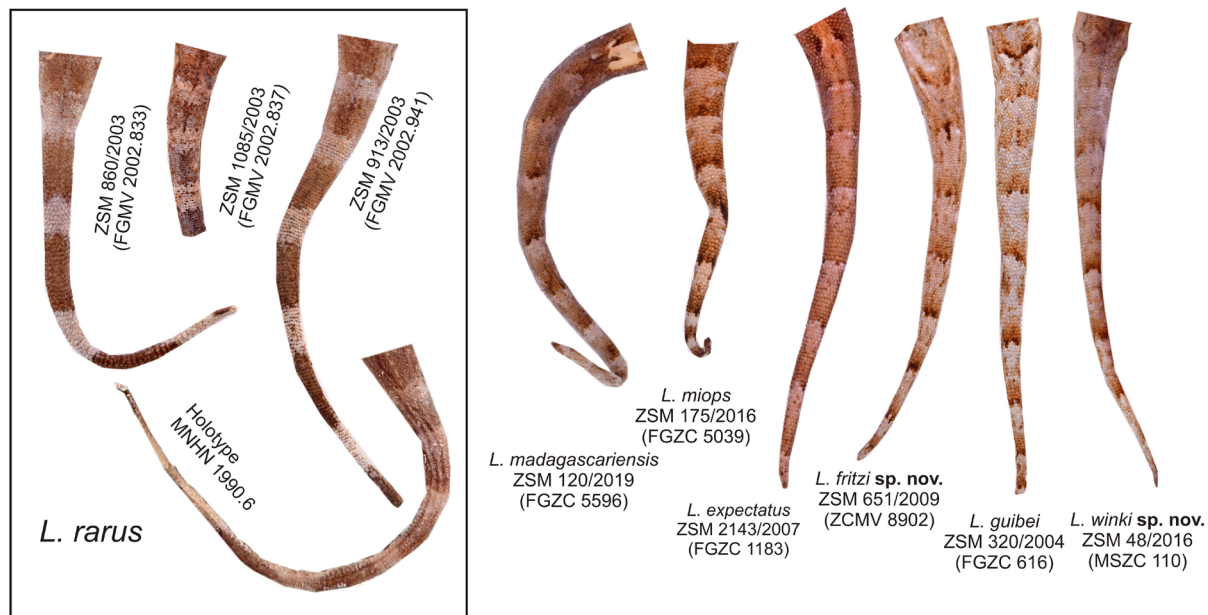 ZSM 860/2003
(FGMV 2002.833)
ZSM 1085/2003
(FGMV 2002.837)
ZSM 913/2003
(FGMV 2002.941)
Holotype
MNHN 1990.6
L. rarus
L. madagascariensis
ZSM 120/2019
(FGZC 5596)
L. miops
ZSM 175/2016
(FGZC 5039)
L. expectatus
ZSM 2143/2007
(FGZC 1183)
L. fritzi sp. nov.
ZSM 651/2009
(ZCMV 8902)
L. guibei
ZSM 320/2004
(FGZC 616)
L. winki sp. nov.
ZSM 48/2016
(MSZC 110)